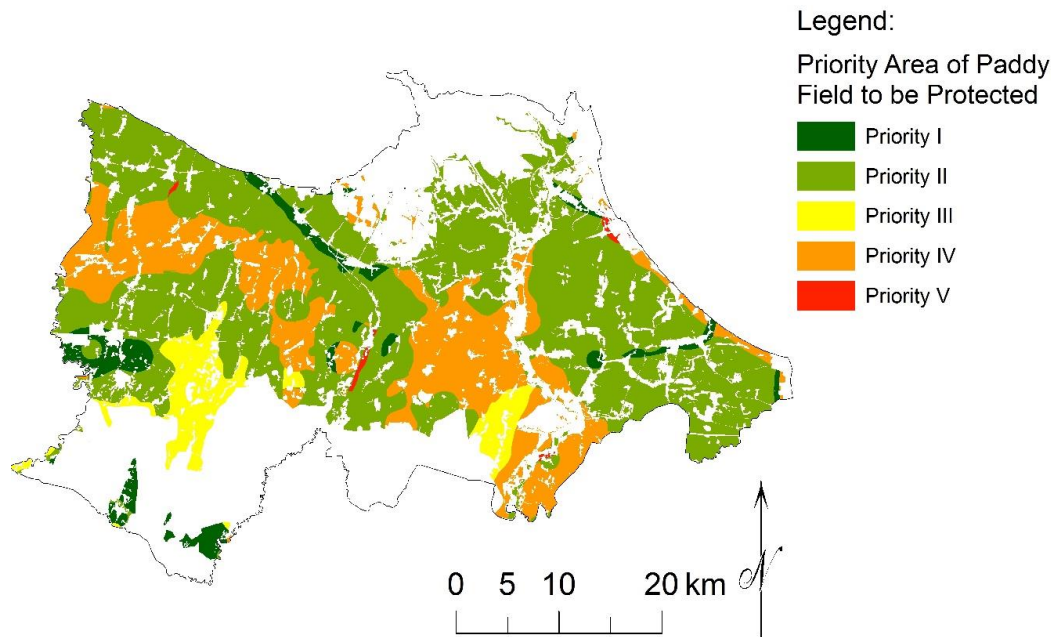 Legend:
Priority Area of Paddy
Field to be Protected
Priority I
Priority II
Priority III
Priority IV
Priority V
0 5 10 20 km
N